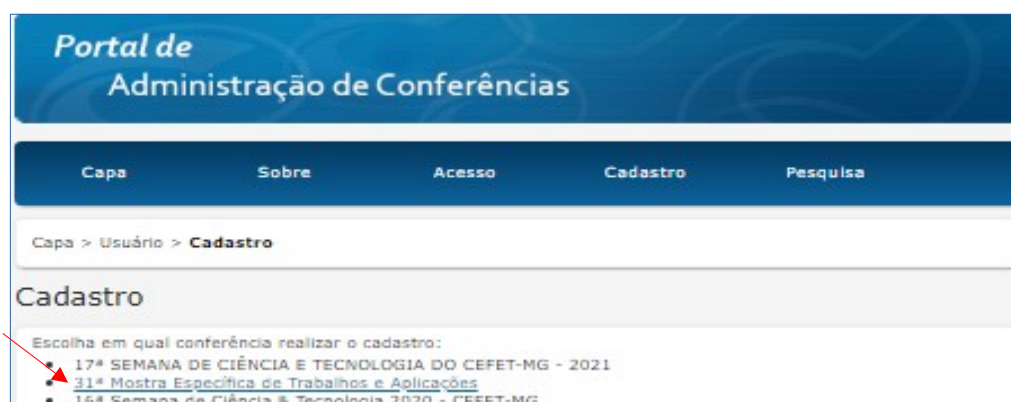 Portal de
Administração de Conferências
Capa Sobre Acesso Cadastro Pesquisa
Capa > Usuário > Cadastro
Cadastro
Escolha em qual conferência realizar o cadastro:
17ª SEMANA DE CIÊNCIA E TECNOLOGIA DO CEFET-MG - 2021
31ª Mostra Específica de Trabalhos e Aplicações
16ª Semana de Ciência & Tecnologia 2020 - CEFET-MG